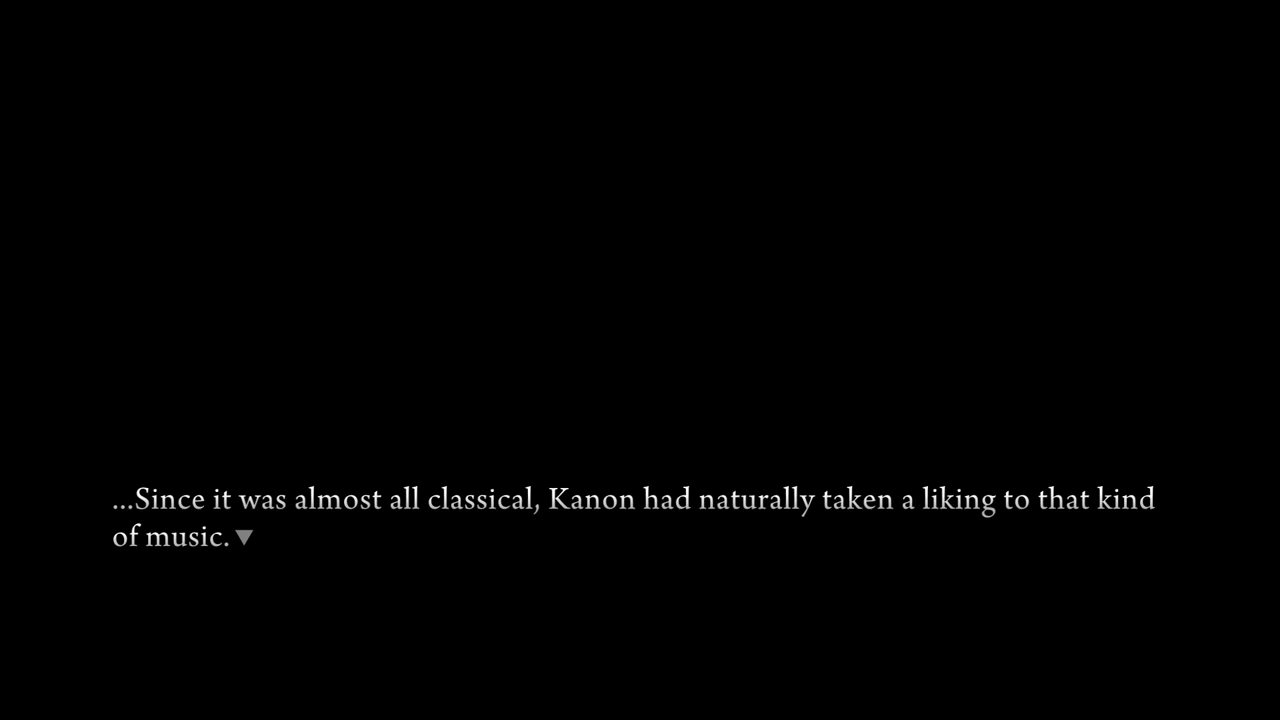 ...Since it was almost all classical, Kanon had naturally taken a liking to that kind
of music.▼